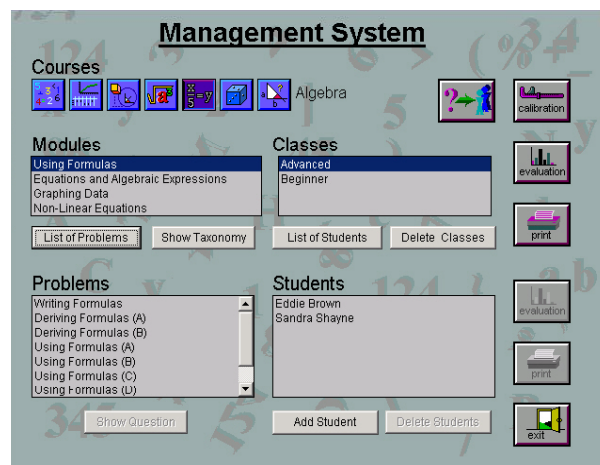 Management System
Courses
Algebra
calibration
Modules
Classes
Using Formulas
Equations and Algebraic Expressions
Graphing Data
Non-Linear Equations
Advanced
Beginner
evaluation
List of Problems
Show Taxonomy
List of Students
Delete Classes
print
Problems
Students
Writing Formulas
Deriving Formulas (A)
Deriving Formulas (B)
Using Formulas (A)
Using Formulas (B)
Using Formulas (C)
Using Formulas (D)
Eddie Brown
Sandra Shayne
evaluation
print
Show Question
Add Student
Delete Students
exit